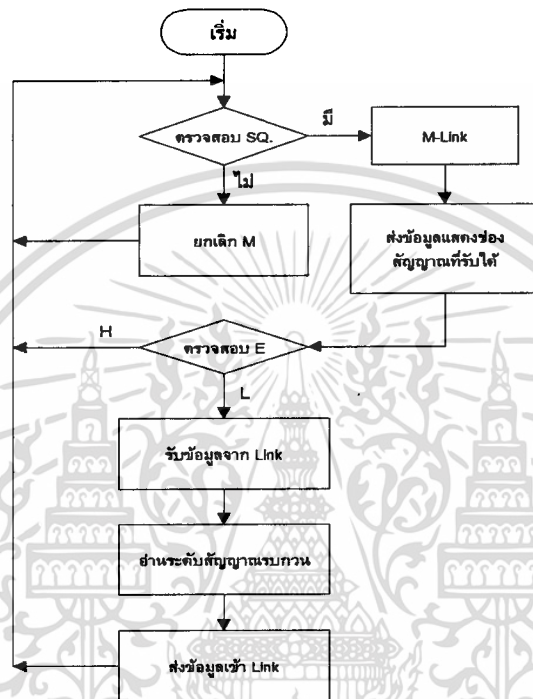 เริ่ม
ตรวจสอบ SQ.
มี
M-Link
ไม่
ยกเลิก M
ส่งข้อมูลแสดงช่อง
สัญญาณที่รับได้
H
ตรวจสอบ E
L
รับข้อมูลจาก Link
อ่านระดับสัญญาณรบกวน
ส่งข้อมูลเข้า Link